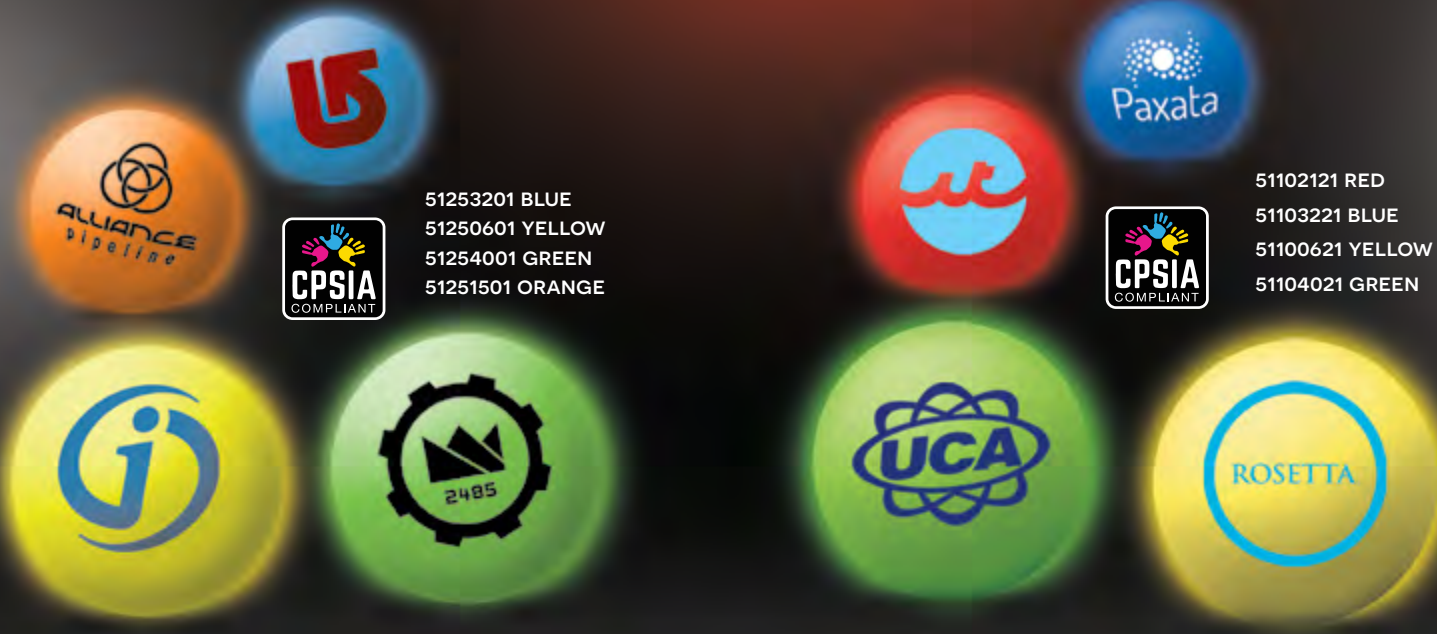 ALLIANCE
pipeline
51253201 BLUE
51250601 YELLOW
51254001 GREEN
51251501 ORANGE
CPSIA
COMPLIANT
i
2485
Paxata
ut
51102121 RED
51103221 BLUE
51100621 YELLOW
51104021 GREEN
CPSIA
COMPLIANT
UCA
ROSETTA